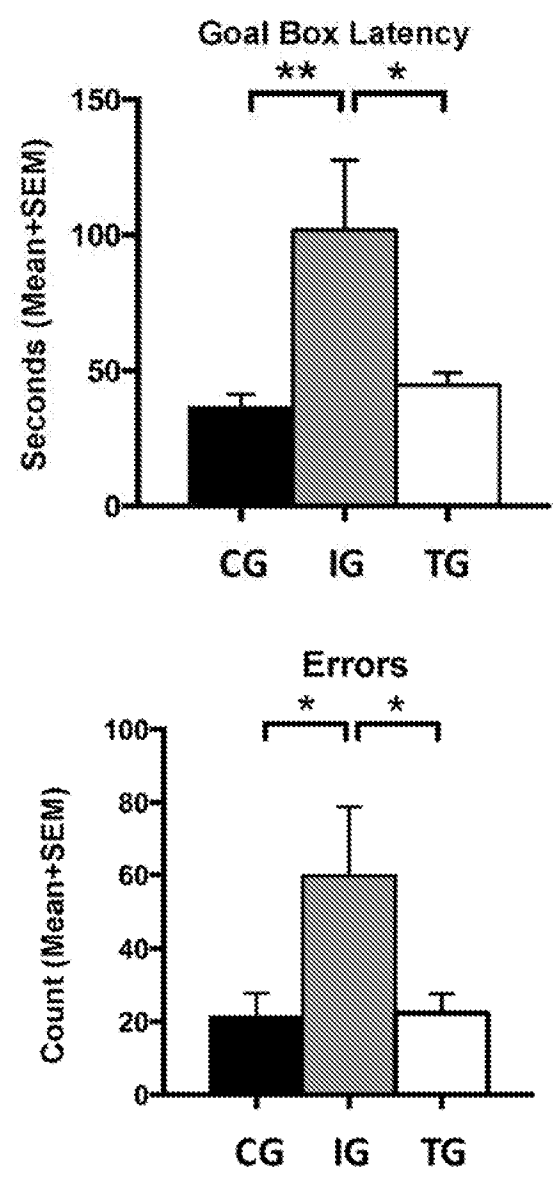 Goal Box Latency
** *
150
100
50
0
Seconds (Mean+SEM)
CG IG TG
Errors
* *
100
80
60
40
20
0
Count (Mean+SEM)
CG IG TG